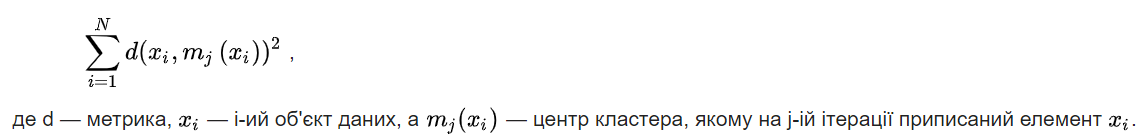 $$\sum_{i=1}^{N} d(x_i, m_j(x_i))^2,$$
де d — метрика, $x_i$ — і-ий об'єкт даних, а $m_j(x_i)$ — центр кластера, якому на j-ій ітерації приписаний елемент $x_i$.